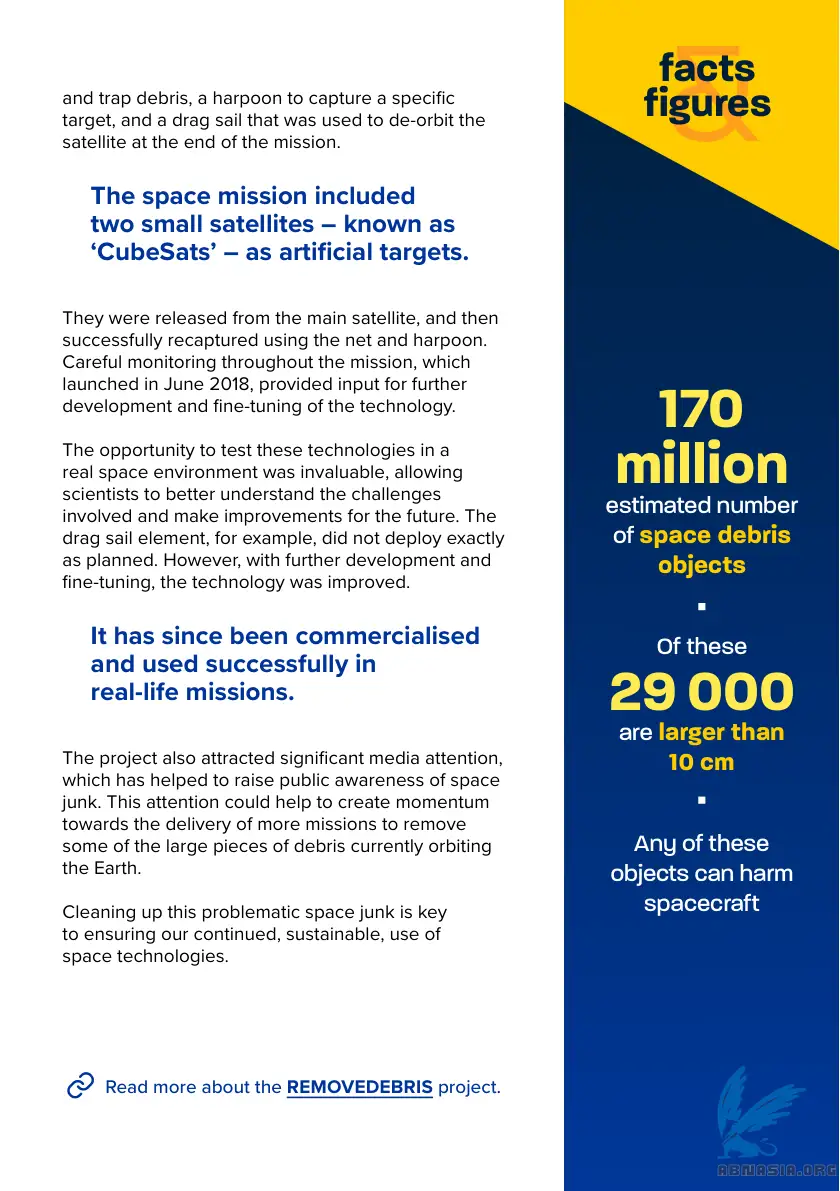 and trap debris, a harpoon to capture a specific
target, and a drag sail that was used to de-orbit the
satellite at the end of the mission.
The space mission included
two small satellites – known as
‘CubeSats’ – as artificial targets.
They were released from the main satellite, and then
successfully recaptured using the net and harpoon.
Careful monitoring throughout the mission, which
launched in June 2018, provided input for further
development and fine-tuning of the technology.
The opportunity to test these technologies in a
real space environment was invaluable, allowing
scientists to better understand the challenges
involved and make improvements for the future. The
drag sail element, for example, did not deploy exactly
as planned. However, with further development and
fine-tuning, the technology was improved.
It has since been commercialised
and used successfully in
real-life missions.
The project also attracted significant media attention,
which has helped to raise public awareness of space
junk. This attention could help to create momentum
towards the delivery of more missions to remove
some of the large pieces of debris currently orbiting
the Earth.
Cleaning up this problematic space junk is key
to ensuring our continued, sustainable, use of
space technologies.
Read more about the REMOVEDEBRIS project.
facts
&
figures
170
million
estimated number
of space debris
objects
Of these
29 000
are larger than
10 cm
Any of these
objects can harm
spacecraft
ABNASIA.ORG